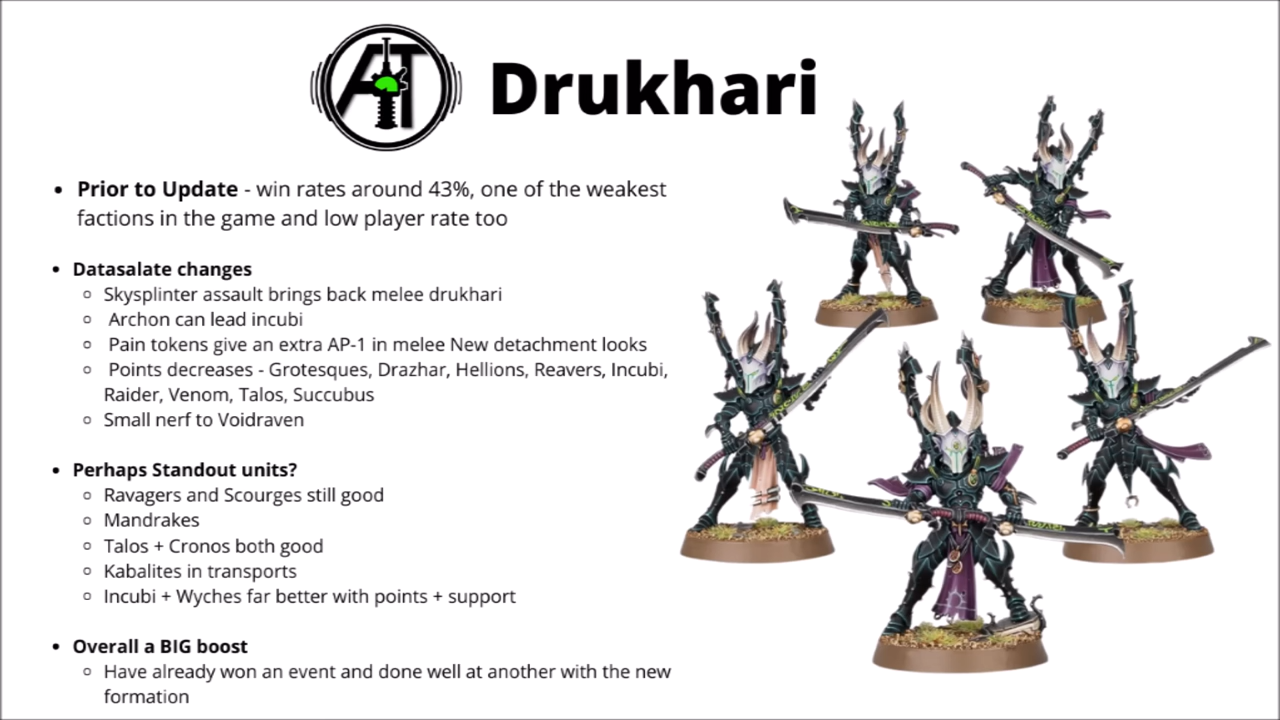 AT
Drukhari
• Prior to Update - win rates around 43%, one of the weakest
factions in the game and low player rate too
• Datasalate changes
○ Skysplinter assault brings back melee drukhari
○ Archon can lead incubi
○ Pain tokens give an extra AP-1 in melee New detachment looks
○ Points decreases - Grotesques, Drazhar, Hellions, Reavers, Incubi,
Raider, Venom, Talos, Succubus
○ Small nerf to Voidraven
• Perhaps Standout units?
○ Ravagers and Scourges still good
○ Mandrakes
○ Talos + Cronos both good
○ Kabalites in transports
○ Incubi + Wyches far better with points + support
• Overall a BIG boost
○ Have already won an event and done well at another with the new
formation